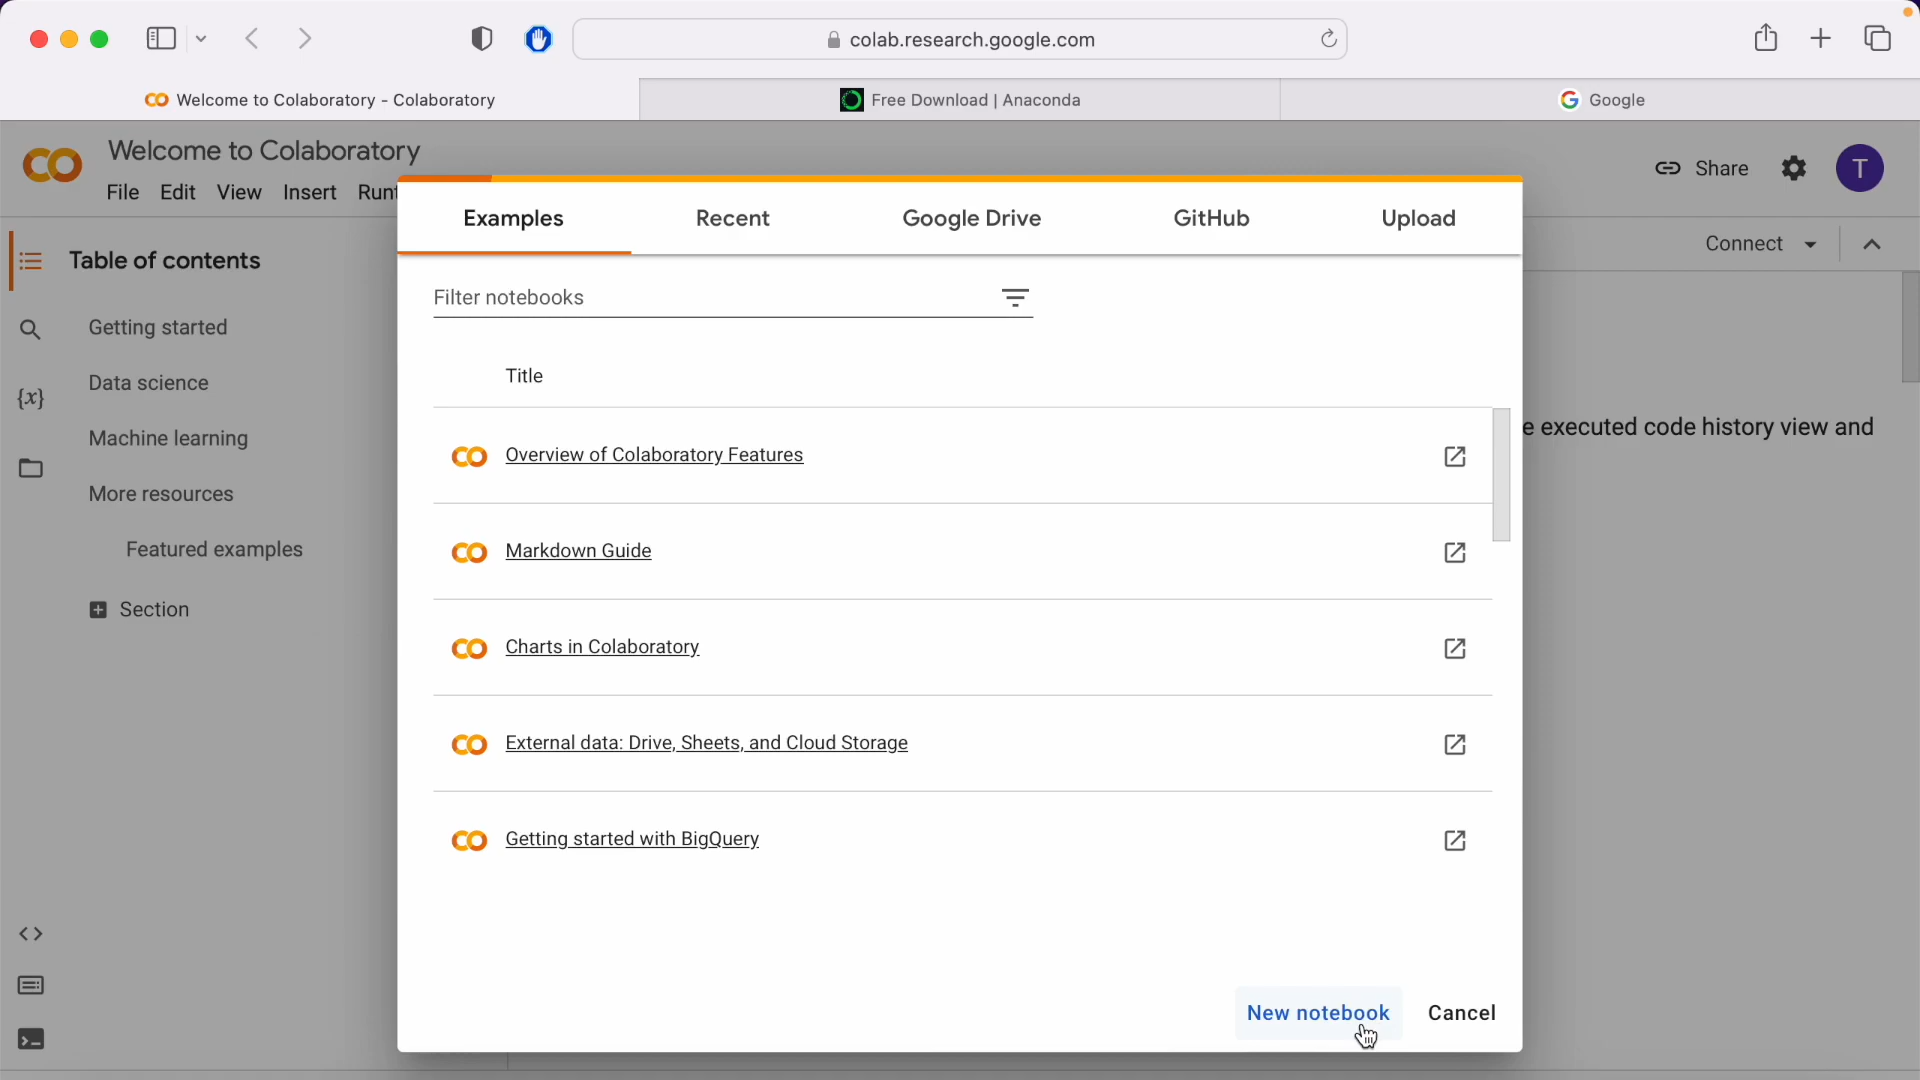 colab.research.google.com
Welcome to Colaboratory - Colaboratory
Free Download | Anaconda
Google
Welcome to Colaboratory
File Edit View Insert Runt
Share
T
Examples Recent Google Drive GitHub Upload
Connect
Table of contents
Getting started
Data science
{x}
Machine learning
More resources
Featured examples
Section
Filter notebooks
Title
Overview of Colaboratory Features
Markdown Guide
Charts in Colaboratory
External data: Drive, Sheets, and Cloud Storage
Getting started with BigQuery
e executed code history view and
New notebook Cancel